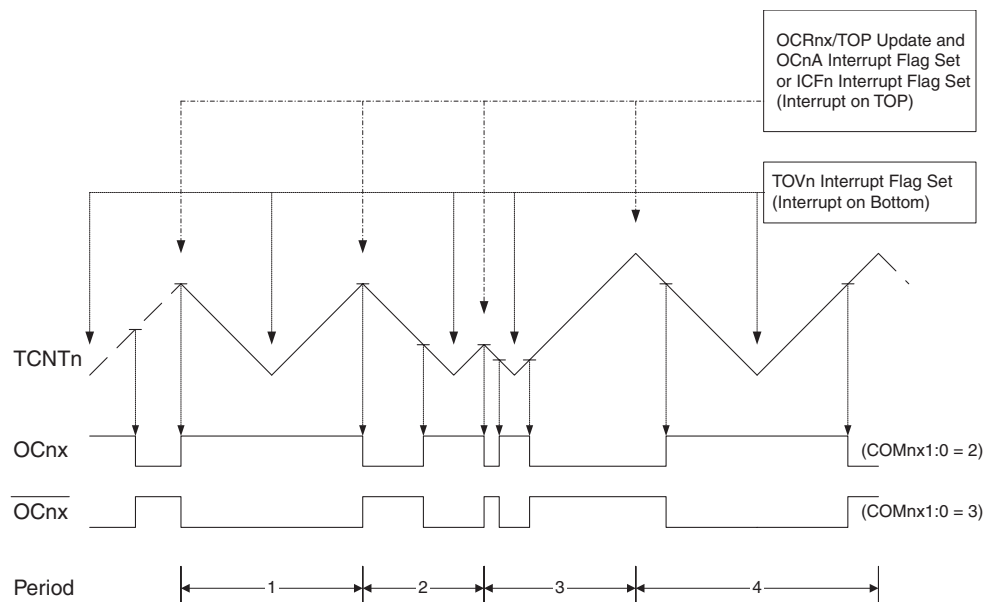 OCRnx/TOP Update and
OCnA Interrupt Flag Set
or ICFn Interrupt Flag Set
(Interrupt on TOP)
TOVn Interrupt Flag Set
(Interrupt on Bottom)
TCNTn
OCnx
(COMnx1:0 = 2)
OCnx
(COMnx1:0 = 3)
Period
1
2
3
4